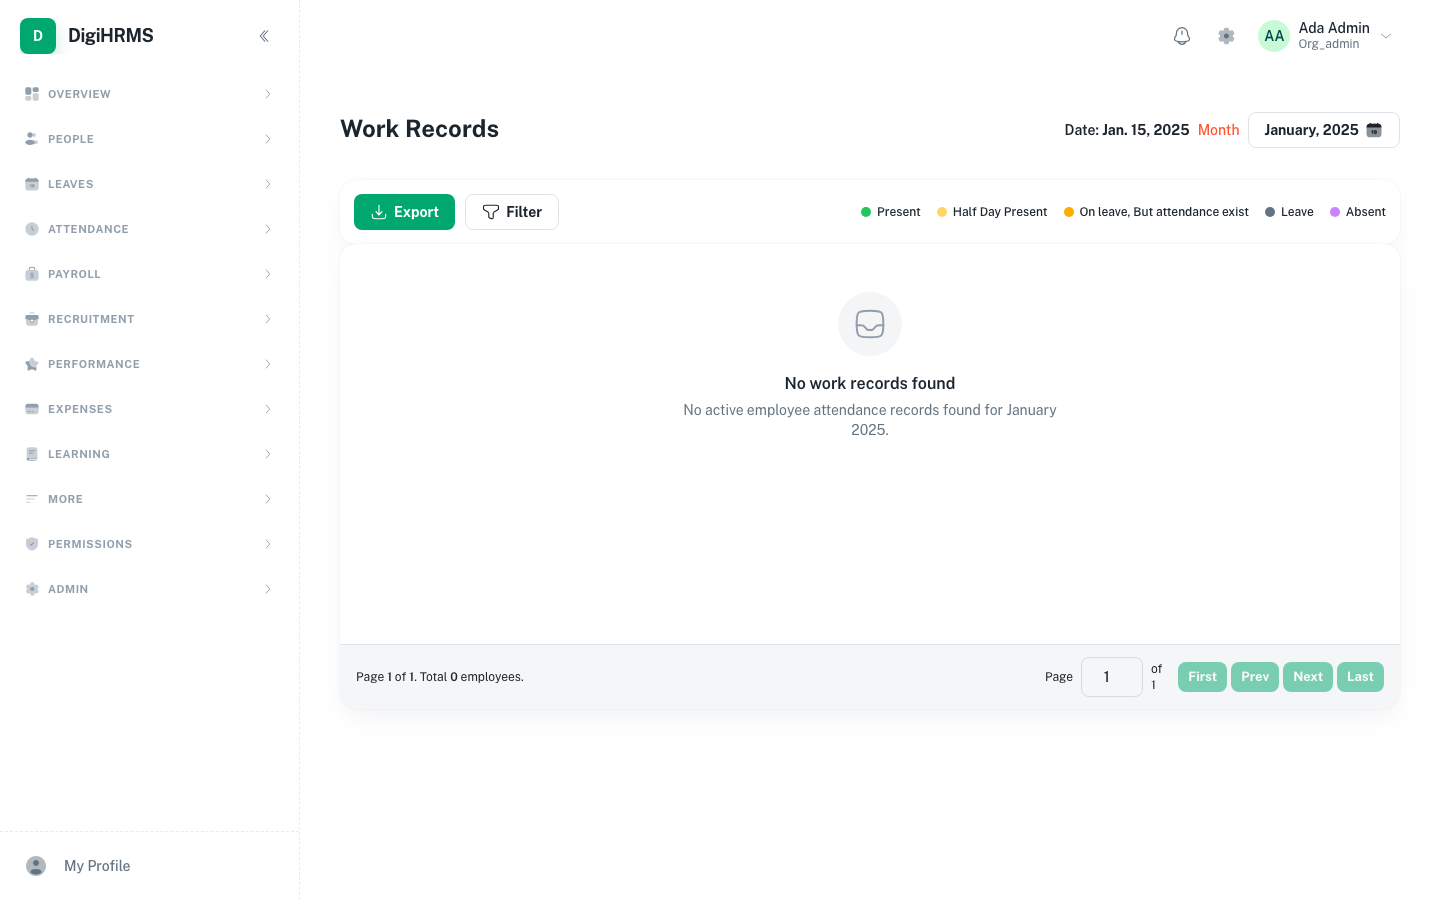 D DigiHRMS
OVERVIEW
PEOPLE
LEAVES
ATTENDANCE
PAYROLL
RECRUITMENT
PERFORMANCE
EXPENSES
LEARNING
MORE
PERMISSIONS
ADMIN
My Profile
AA Ada Admin
Org_admin
Work Records
Date: Jan. 15, 2025 Month January, 2025
Export Filter
Present Half Day Present On leave, But attendance exist Leave Absent
No work records found
No active employee attendance records found for January
2025.
Page 1 of 1. Total 0 employees.
Page 1 of
1
First Prev Next Last